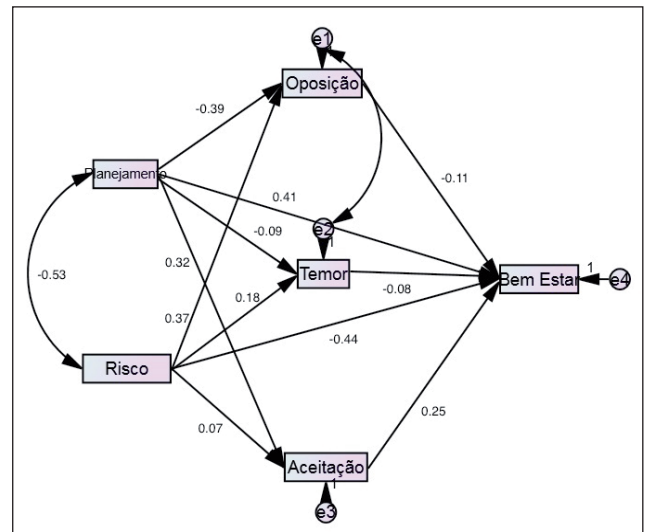 e1
Oposição
-0.39
-0.11
Planejamento
0.41
e2
-0.09
1
-0.53
0.32
Temor
1
Bem Estar
e4
0.18
-0.08
0.37
-0.44
Risco
0.25
0.07
Aceitação
1
e3